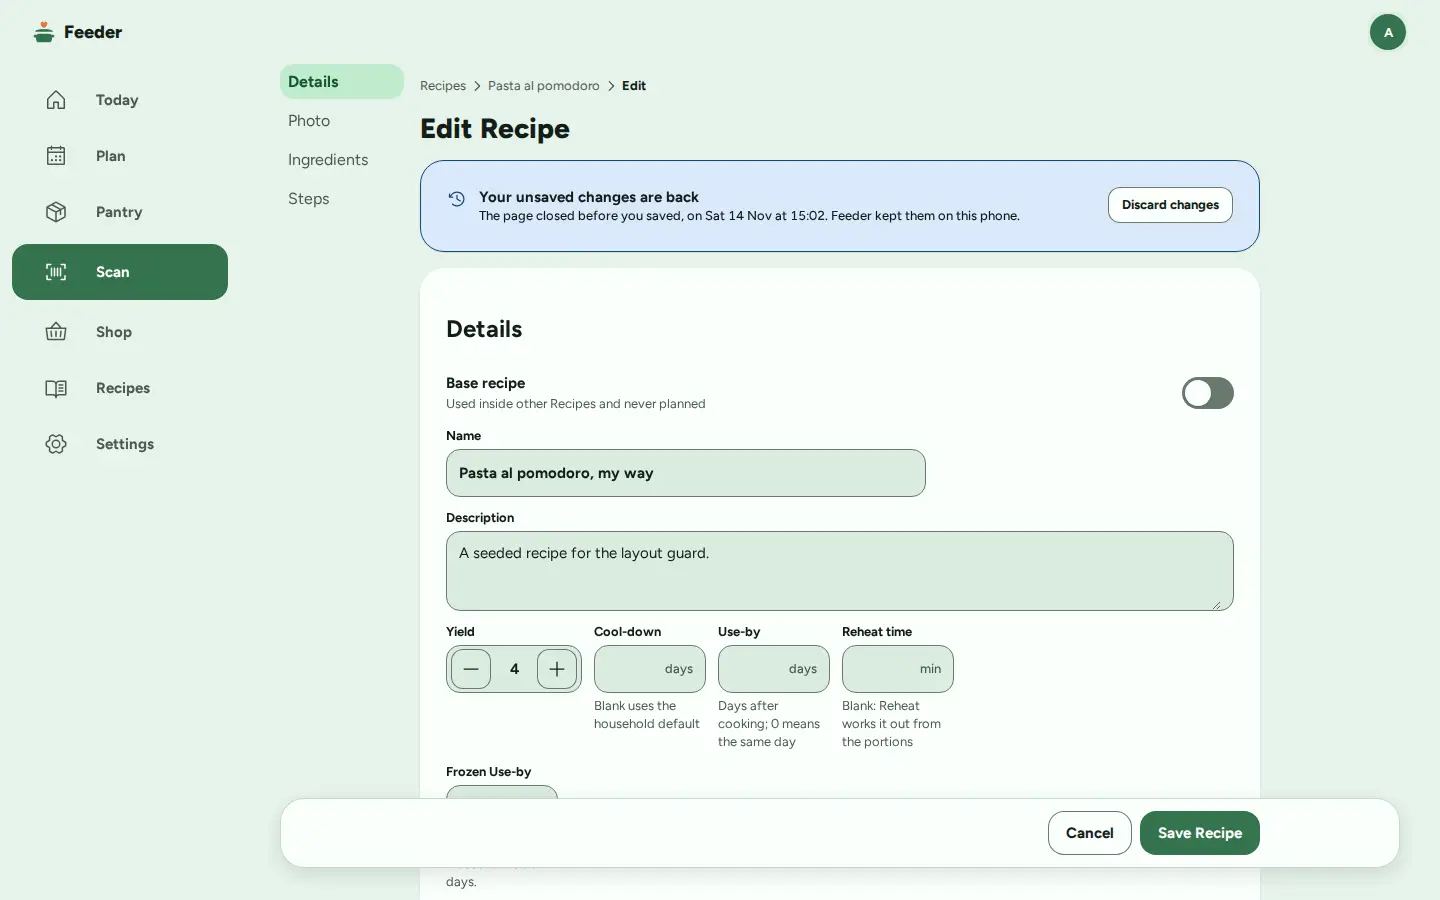 Feeder
A
Today
Plan
Pantry
Scan
Shop
Recipes
Settings
Details
Photo
Ingredients
Steps
Recipes > Pasta al pomodoro > Edit
Edit Recipe
Your unsaved changes are back
The page closed before you saved, on Sat 14 Nov at 15:02. Feeder kept them on this phone.
Discard changes
Details
Base recipe
Used inside other Recipes and never planned
Name
Pasta al pomodoro, my way
Description
A seeded recipe for the layout guard.
Yield
4
Cool-down
days
Blank uses the
household default
Use-by
days
Days after
cooking; 0 means
the same day
Reheat time
min
Blank: Reheat
works it out from
the portions
Frozen Use-by
Cancel
Save Recipe
days.